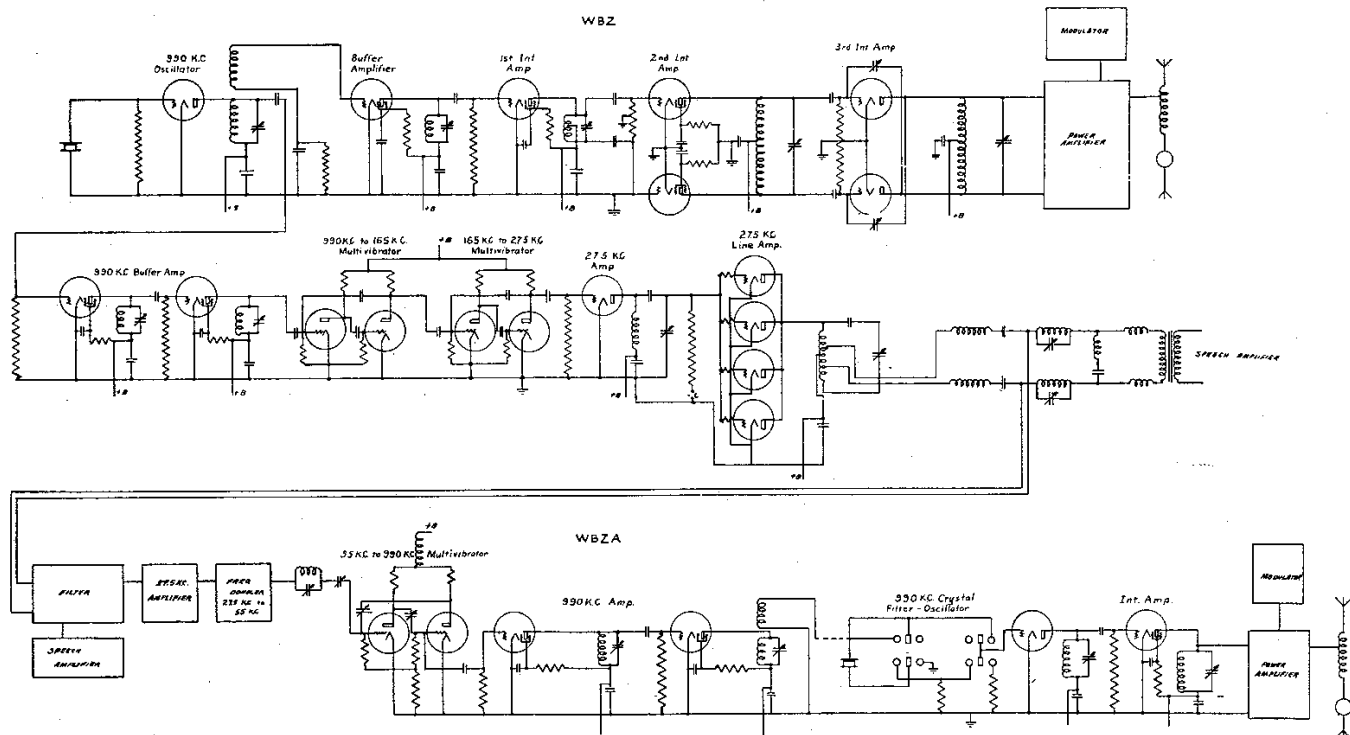 WBZ
990 K.C
Oscillator
Buffer
Amplifier
1st Int
Amp
2nd Int
Amp
3rd Int Amp
MODULATOR
POWER
AMPLIFIER
+B
+B
+B
+B
+B
990 KC Buffer Amp
990 KC to 165 K.C.
Multivibrator
+B
165 KC to 27.5 KC
Multivibrator
27.5 KC
Amp
27.5 KC
Line Amp.
SPEECH AMPLIFIER
+B
+B
+B
+B
WBZA
+B
55 KC to 990 KC
Multivibrator
FILTER
27.5 KC.
AMPLIFIER
FREQ
DOUBLER
27.5 KC to
55 KC
SPEECH
AMPLIFIER
990 KC Amp.
990 KC. Crystal
Filter - Oscillator
Int. Amp.
MODULATOR
POWER
AMPLIFIER